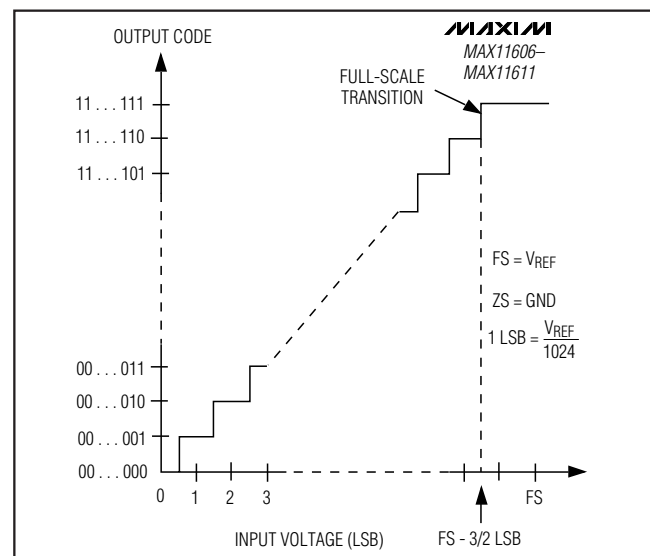 OUTPUT CODE
MAXIM
MAX11606–
MAX11611
FULL-SCALE
TRANSITION
11 . . . 111
11 . . . 110
11 . . . 101
FS = VREF
ZS = GND
1 LSB = VREF
1024
00 . . . 011
00 . . . 010
00 . . . 001
00 . . . 000
0 1 2 3 FS
INPUT VOLTAGE (LSB) FS - 3/2 LSB